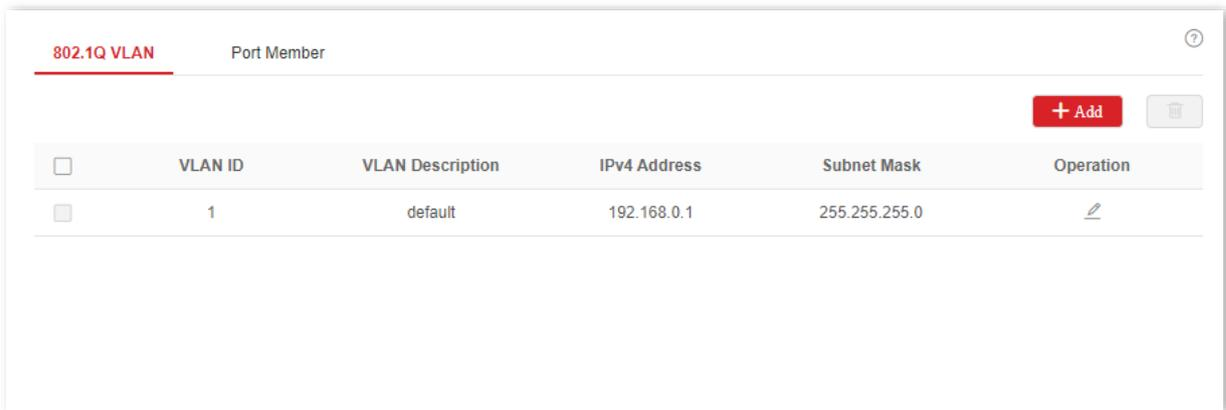 802.1Q VLAN Port Member ?
+ Add
VLAN ID VLAN Description IPv4 Address Subnet Mask Operation
1 default 192.168.0.1 255.255.255.0